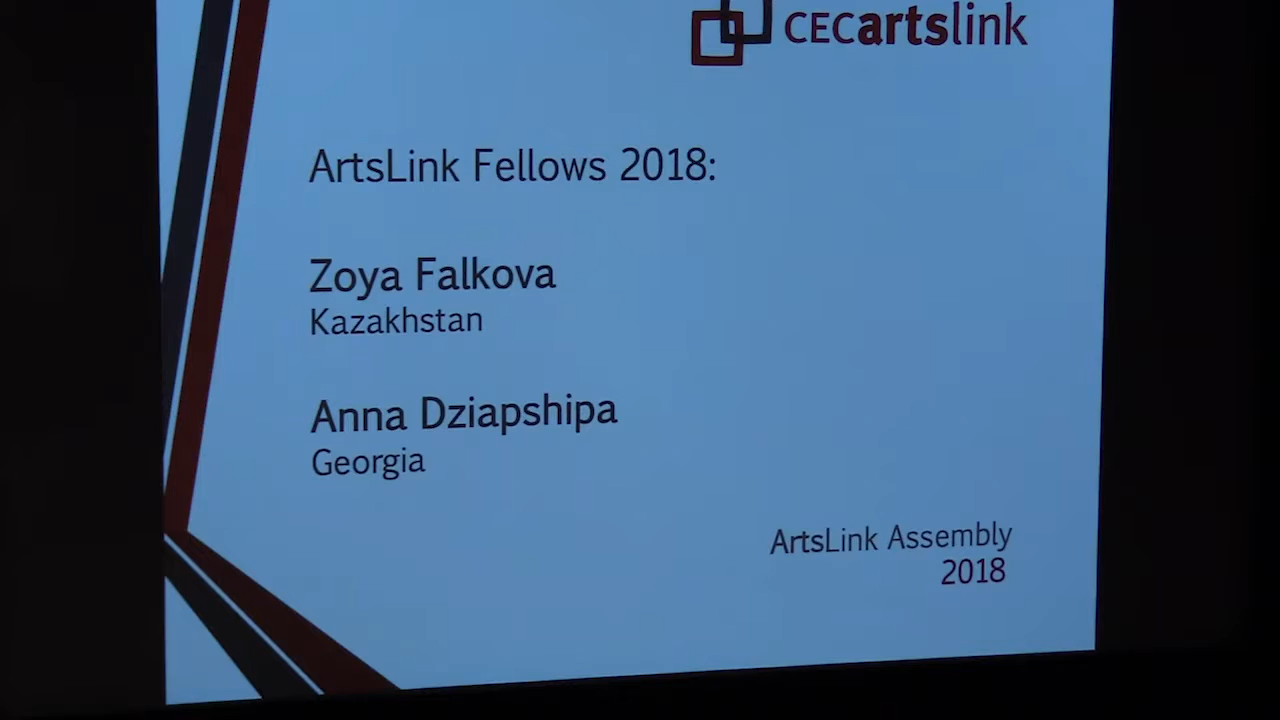 CECartslink
ArtsLink Fellows 2018:
Zoya Falkova
Kazakhstan
Anna Dziapshipa
Georgia
ArtsLink Assembly
2018